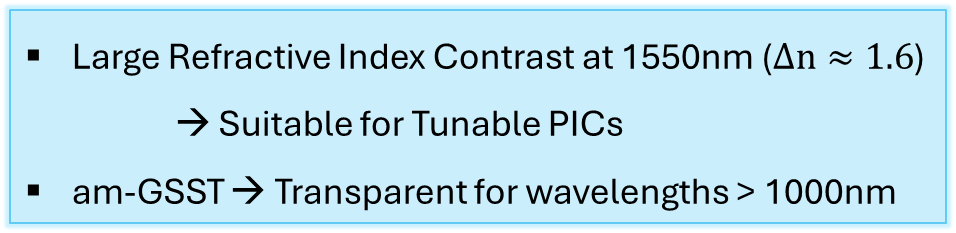 ▪ Large Refractive Index Contrast at 1550nm (Δn ≈ 1.6)
→ Suitable for Tunable PICs
▪ am-GSST → Transparent for wavelengths > 1000nm